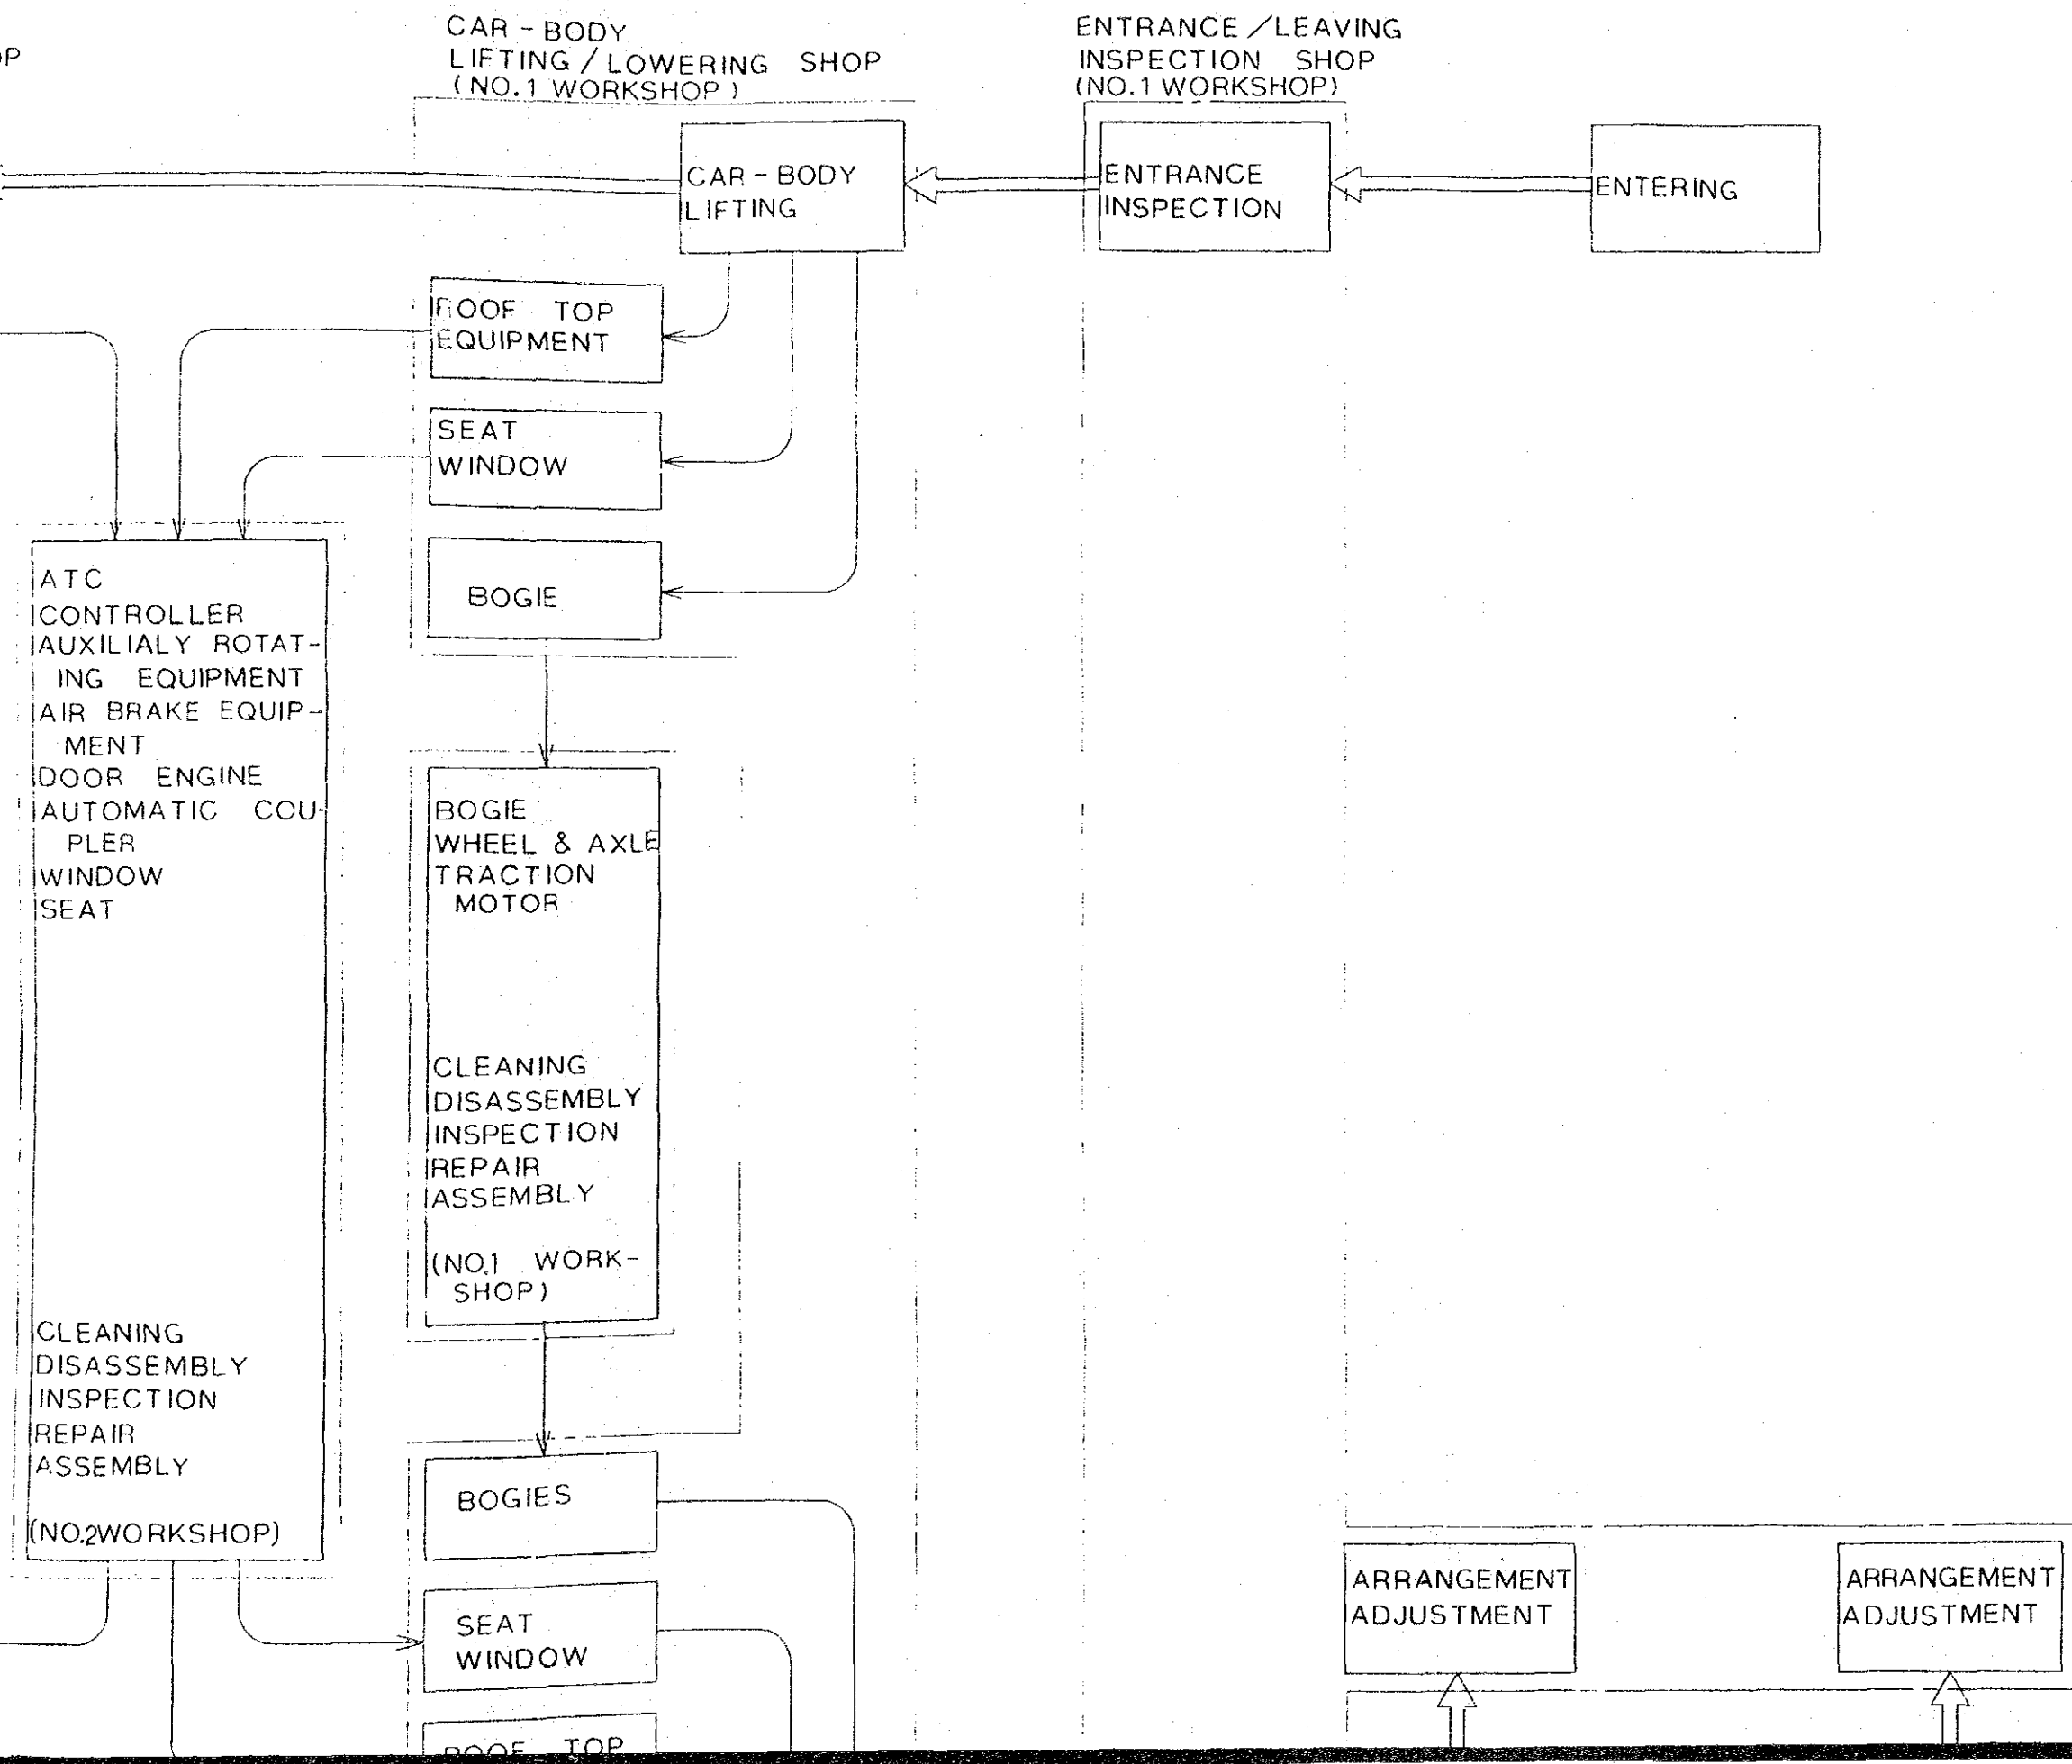 OP
CAR-BODY
LIFTING/LOWERING SHOP
(NO.1 WORKSHOP)
ENTRANCE/LEAVING
INSPECTION SHOP
(NO.1 WORKSHOP)
CAR-BODY
LIFTING
ENTRANCE
INSPECTION
ENTERING
ROOF TOP
EQUIPMENT
SEAT
WINDOW
BOGIE
ATC
CONTROLLER
AUXILIALY ROTAT-
ING EQUIPMENT
AIR BRAKE EQUIP-
MENT
DOOR ENGINE
AUTOMATIC COU-
PLER
WINDOW
SEAT
CLEANING
DISASSEMBLY
INSPECTION
REPAIR
ASSEMBLY
(NO.2WORKSHOP)
BOGIE
WHEEL & AXLE
TRACTION
MOTOR
CLEANING
DISASSEMBLY
INSPECTION
REPAIR
ASSEMBLY
(NO.1 WORK-
SHOP)
BOGIES
SEAT
WINDOW
ROOF TOP
ARRANGEMENT
ADJUSTMENT
ARRANGEMENT
ADJUSTMENT